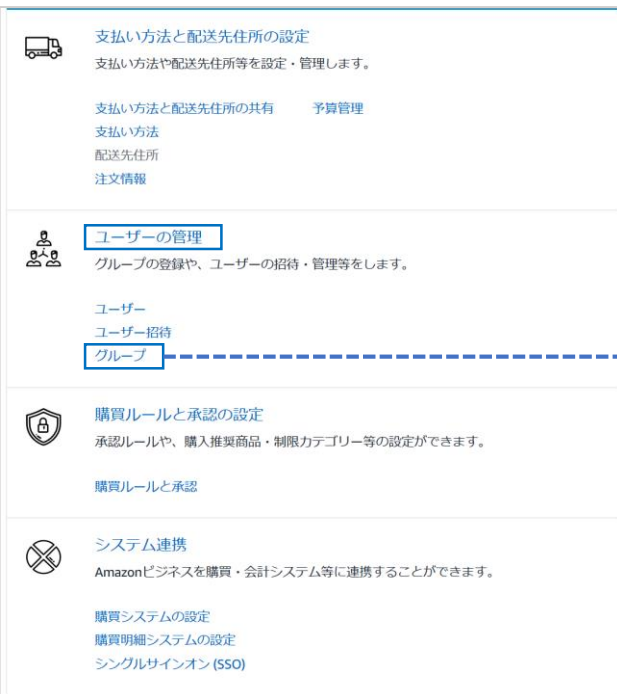 支払い方法と配送先住所の設定
支払い方法や配送先住所等を設定・管理します。
支払い方法と配送先住所の共有 予算管理
支払い方法
配送先住所
注文情報
ユーザーの管理
グループの登録や、ユーザーの招待・管理等をします。
ユーザー
ユーザー招待
グループ
購買ルールと承認の設定
承認ルールや、購入推奨商品・制限カテゴリー等の設定ができます。
購買ルールと承認
システム連携
Amazonビジネスを購買・会計システム等に連携することができます。
購買システムの設定
購買明細システムの設定
シングルサインオン (SSO)